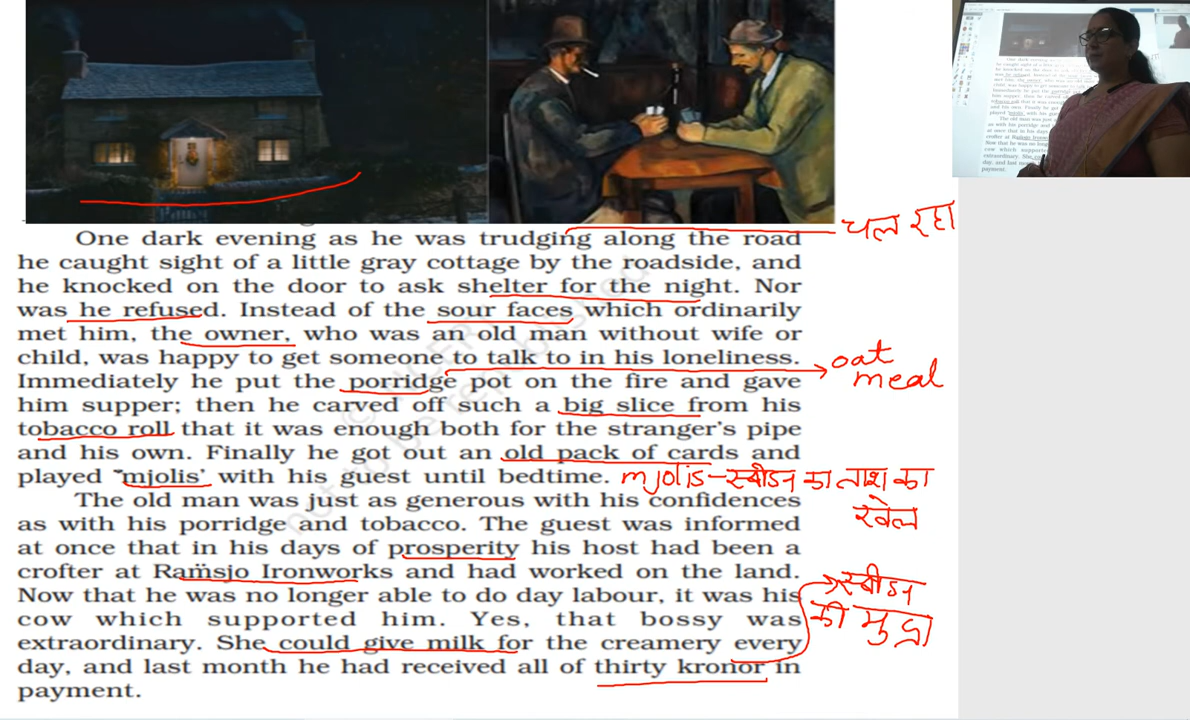 One dark evening as he was trudging along the road
चल रहा
he caught sight of a little gray cottage by the roadside, and
he knocked on the door to ask shelter for the night. Nor
was he refused. Instead of the sour faces which ordinarily
met him, the owner, who was an old man without wife or
child, was happy to get someone to talk to in his loneliness.
oat
meal
Immediately he put the porridge pot on the fire and gave
him supper; then he carved off such a big slice from his
tobacco roll that it was enough both for the stranger's pipe
and his own. Finally he got out an old pack of cards and
played 'mjolis' with his guest until bedtime.
mjolis - स्वीडन का ताश का
खेल
The old man was just as generous with his confidences
as with his porridge and tobacco. The guest was informed
at once that in his days of prosperity his host had been a
crofter at Ramsjo Ironworks and had worked on the land.
Now that he was no longer able to do day labour, it was his
cow which supported him. Yes, that bossy was
extraordinary. She could give milk for the creamery every
day, and last month he had received all of thirty kronor in
payment.
स्वीडन
की मुद्रा